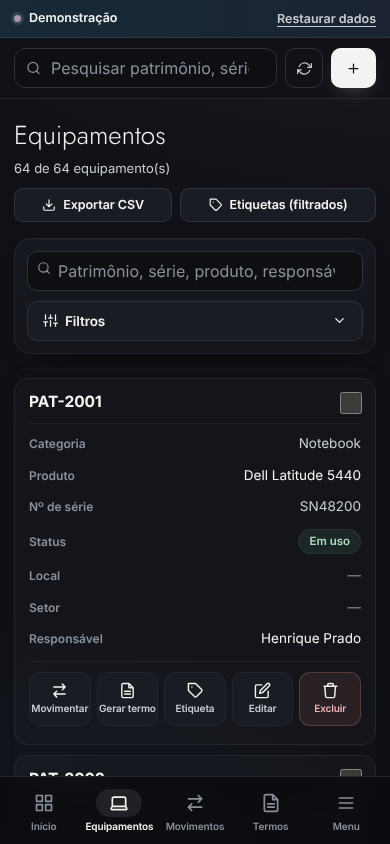 Demonstração
Restaurar dados
Pesquisar patrimônio, séri
Equipamentos
64 de 64 equipamento(s)
Exportar CSV
Etiquetas (filtrados)
Patrimônio, série, produto, responsáv
Filtros
PAT-2001
Categoria
Notebook
Produto
Dell Latitude 5440
Nº de série
SN48200
Status
Em uso
Local
—
Setor
—
Responsável
Henrique Prado
Movimentar
Gerar termo
Etiqueta
Editar
Excluir
Início
Equipamentos
Movimentos
Termos
Menu